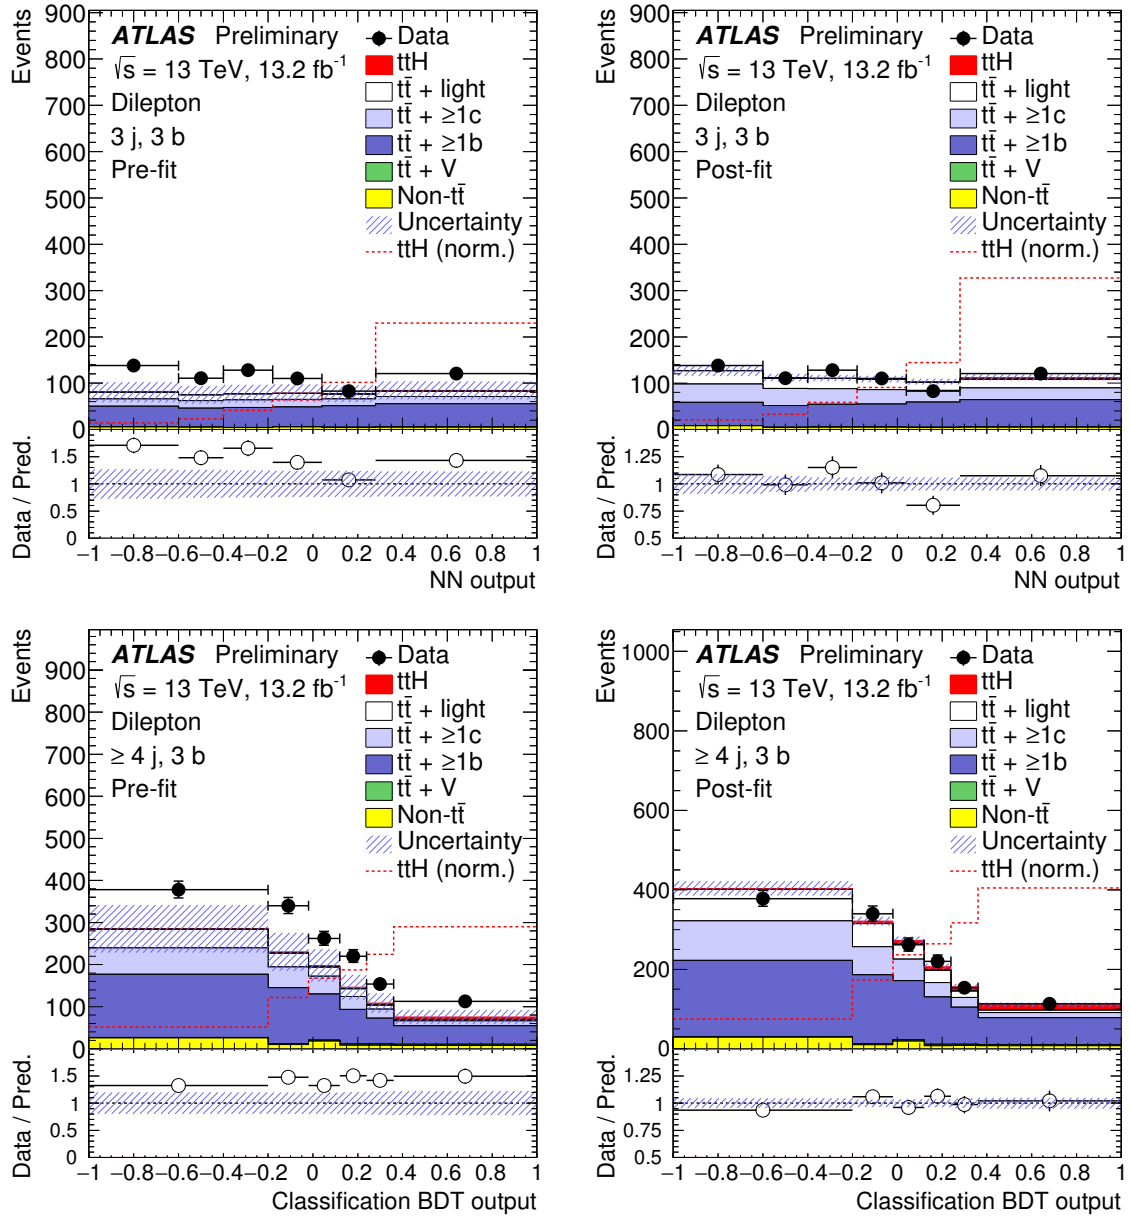 Events
900
800
700
600
500
400
300
200
100
0
ATLAS Preliminary
√s = 13 TeV, 13.2 fb-1
Dilepton
3 j, 3 b
Pre-fit
Data
ttH
tt̄ + light
tt̄ + ≥1c
tt̄ + ≥1b
tt̄ + V
Non-tt̄
Uncertainty
ttH (norm.)
Data / Pred.
1.5
1
0.5
0
−1 −0.8 −0.6 −0.4 −0.2 0 0.2 0.4 0.6 0.8 1
NN output
Events
900
800
700
600
500
400
300
200
100
0
ATLAS Preliminary
√s = 13 TeV, 13.2 fb-1
Dilepton
3 j, 3 b
Post-fit
Data
ttH
tt̄ + light
tt̄ + ≥1c
tt̄ + ≥1b
tt̄ + V
Non-tt̄
Uncertainty
ttH (norm.)
Data / Pred.
1.25
1
0.75
0.5
−1 −0.8 −0.6 −0.4 −0.2 0 0.2 0.4 0.6 0.8 1
NN output
Events
900
800
700
600
500
400
300
200
100
0
ATLAS Preliminary
√s = 13 TeV, 13.2 fb-1
Dilepton
≥ 4 j, 3 b
Pre-fit
Data
ttH
tt̄ + light
tt̄ + ≥1c
tt̄ + ≥1b
tt̄ + V
Non-tt̄
Uncertainty
ttH (norm.)
Data / Pred.
1.5
1
0.5
0
−1 −0.8 −0.6 −0.4 −0.2 0 0.2 0.4 0.6 0.8 1
Classification BDT output
Events
1000
800
600
400
200
0
ATLAS Preliminary
√s = 13 TeV, 13.2 fb-1
Dilepton
≥ 4 j, 3 b
Post-fit
Data
ttH
tt̄ + light
tt̄ + ≥1c
tt̄ + ≥1b
tt̄ + V
Non-tt̄
Uncertainty
ttH (norm.)
Data / Pred.
1.25
1
0.75
0.5
−1 −0.8 −0.6 −0.4 −0.2 0 0.2 0.4 0.6 0.8 1
Classification BDT output